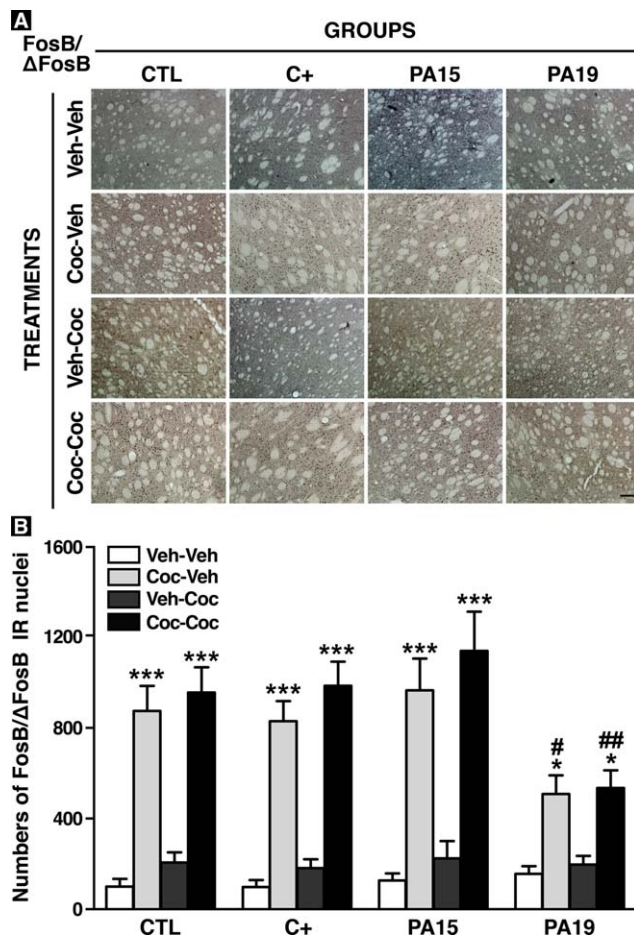 A
FosB/
ΔFosB
GROUPS
CTL C+ PA15 PA19
TREATMENTS
Veh-Veh
Coc-Veh
Veh-Coc
Coc-Coc
B
Numbers of FosB/ΔFosB IR nuclei
1600
1200
800
400
0
Veh-Veh
Coc-Veh
Veh-Coc
Coc-Coc
*** ***
*** ***
*** ***
# ##
* *
CTL C+ PA15 PA19